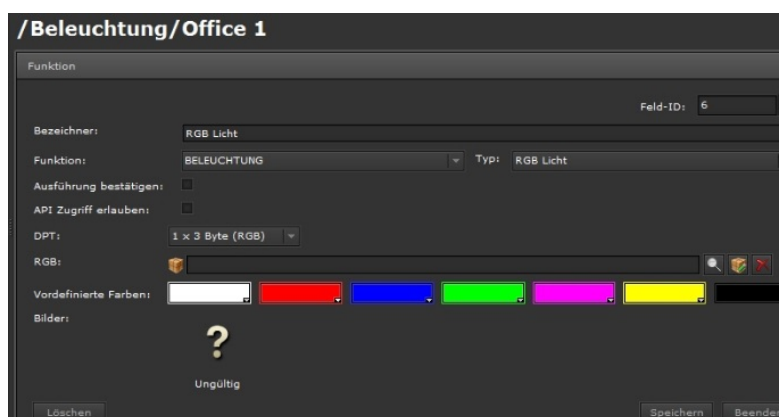 /Beleuchtung/Office 1
Funktion
Feld-ID: 6
Bezeichner: RGB Licht
Funktion: BELEUCHTUNG Typ: RGB Licht
Ausführung bestätigen:
API Zugriff erlauben:
DPT: 1 x 3 Byte (RGB)
RGB:
Vordefinierte Farben:
Bilder:
?
Ungültig
Löschen Speichern Beenden